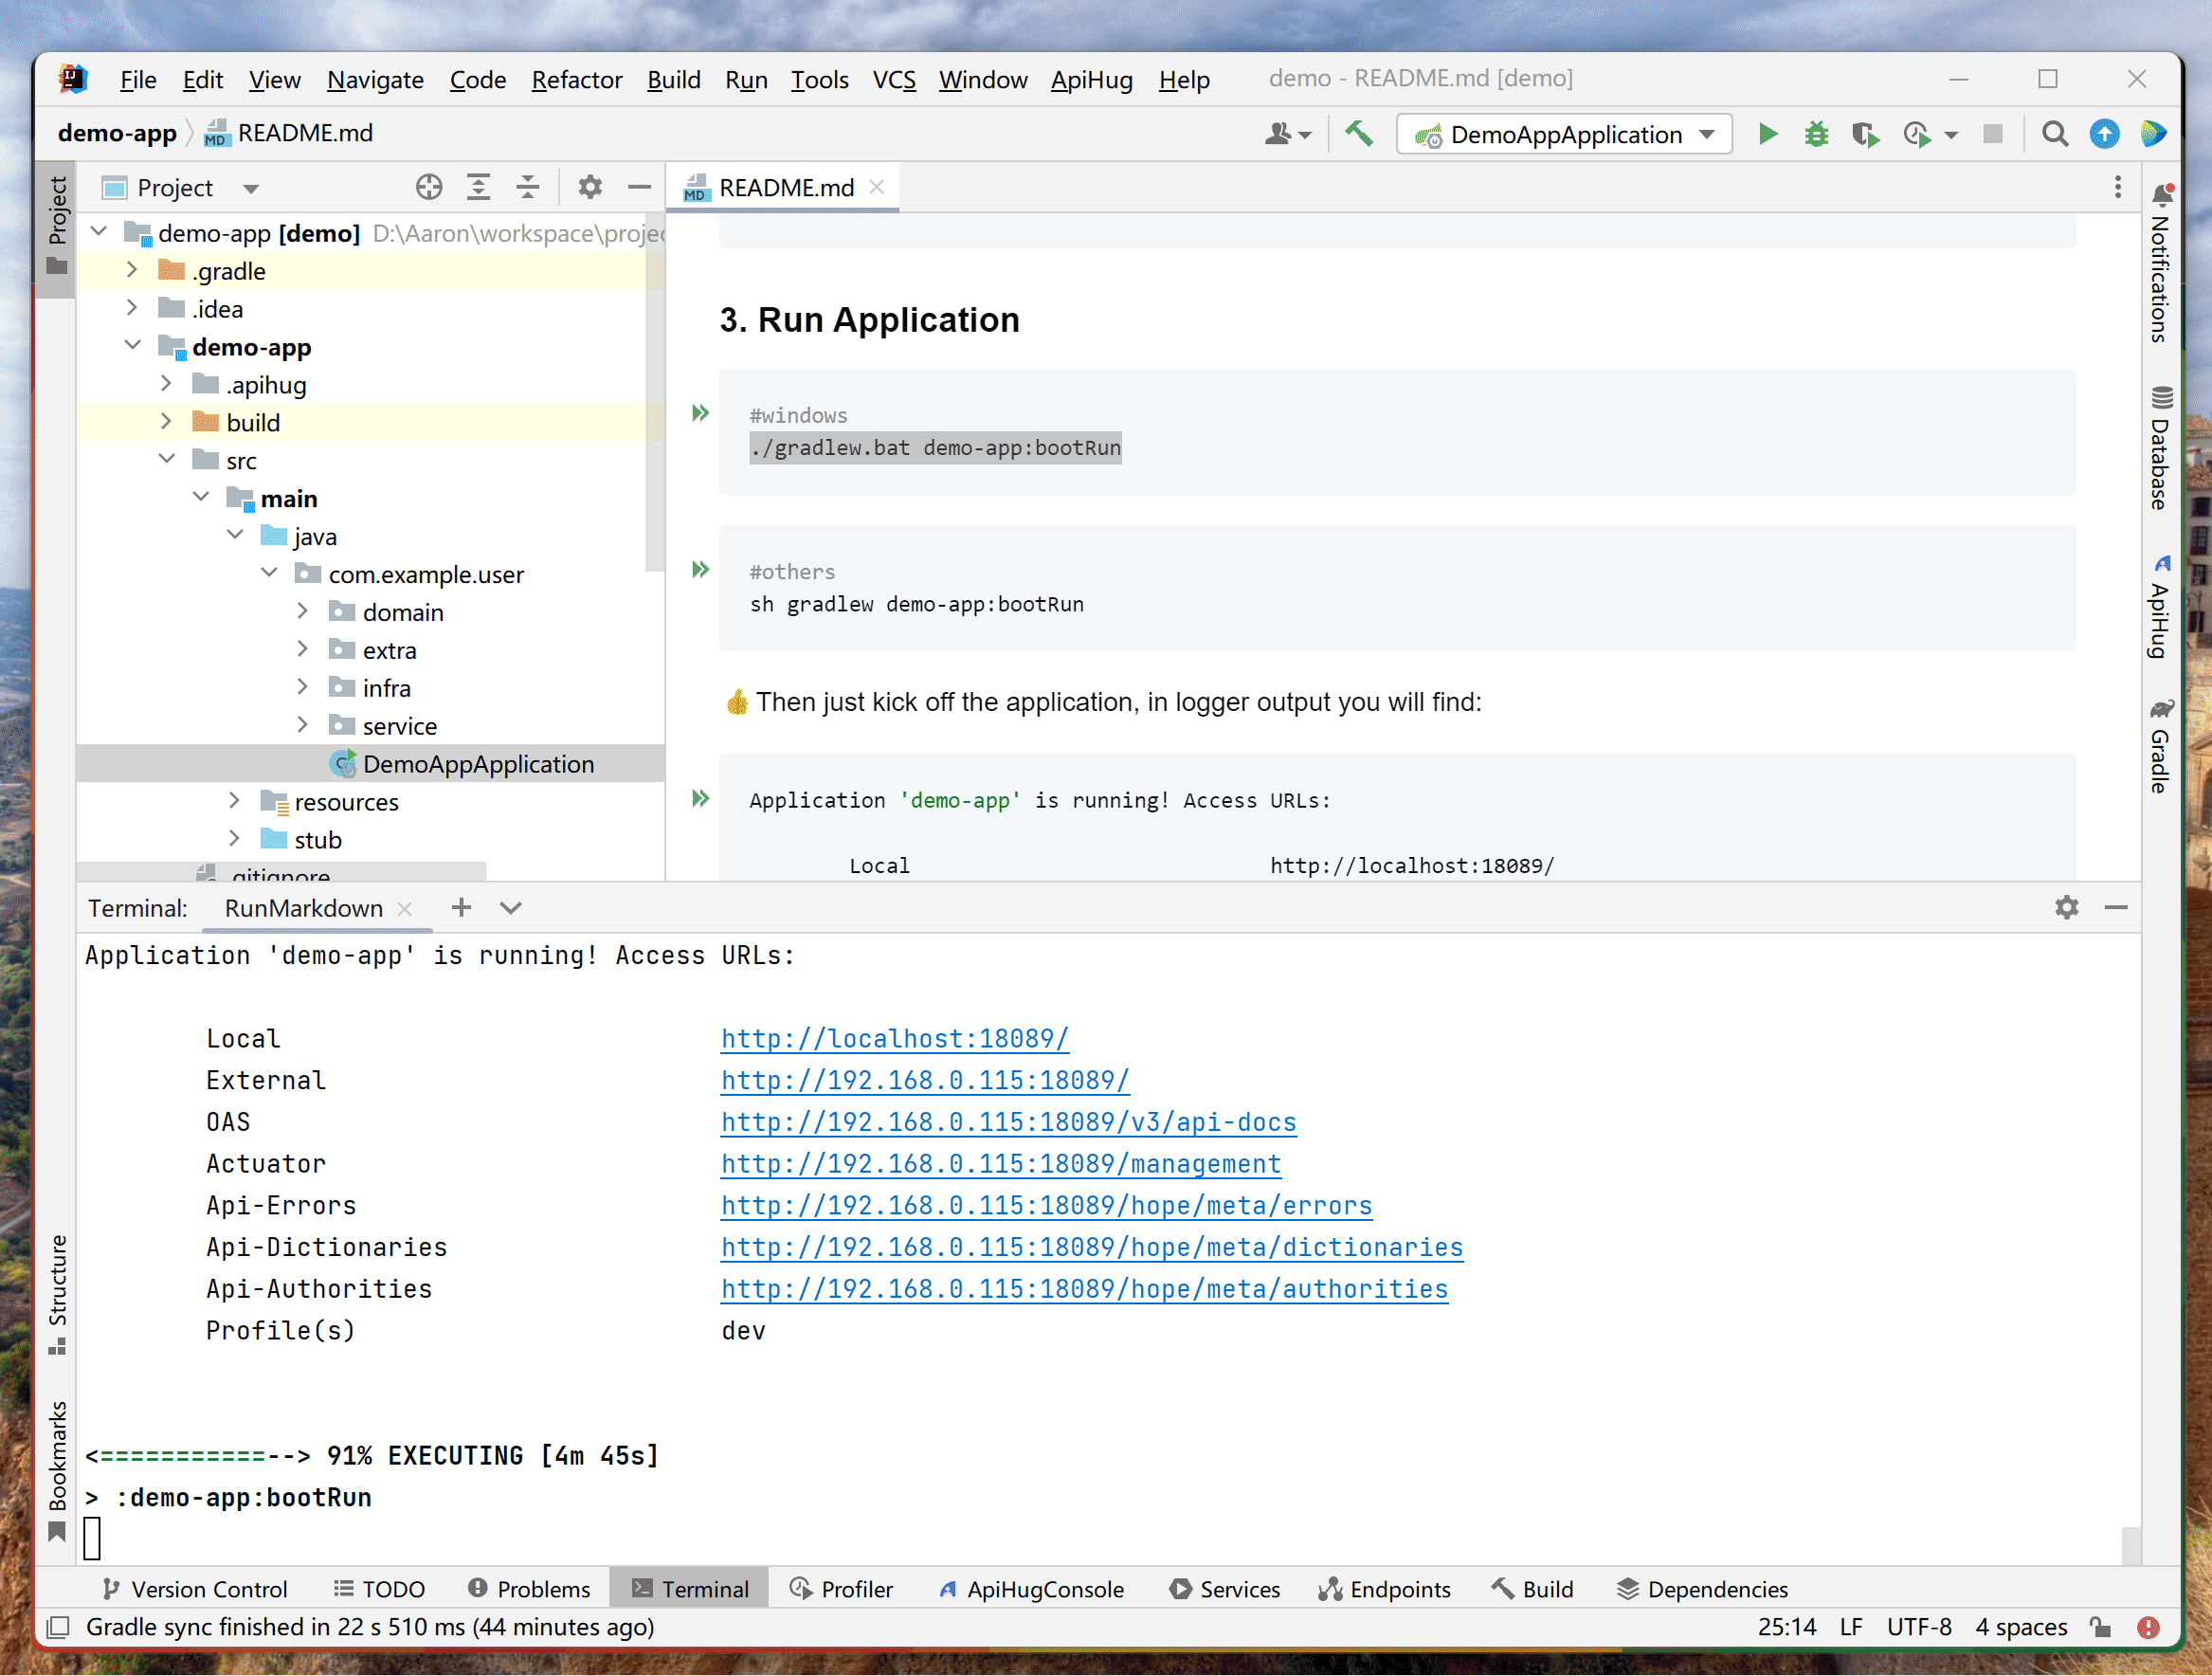 File Edit View Navigate Code Refactor Build Run Tools VCS Window ApiHug Help demo - README.md [demo]
demo-app README.md
DemoAppApplication
Project
Project
README.md
demo-app [demo] D:\Aaron\workspace\projec
.gradle
.idea
demo-app
.apihug
build
src
main
java
com.example.user
domain
extra
infra
service
DemoAppApplication
resources
stub
.gitignore
3. Run Application
#windows
./gradlew.bat demo-app:bootRun
#others
sh gradlew demo-app:bootRun
👍 Then just kick off the application, in logger output you will find:
Application 'demo-app' is running! Access URLs:
Local http://localhost:18089/
Notifications
Database
ApiHug
Gradle
Terminal: RunMarkdown
Application 'demo-app' is running! Access URLs:
Local http://localhost:18089/
External http://192.168.0.115:18089/
OAS http://192.168.0.115:18089/v3/api-docs
Actuator http://192.168.0.115:18089/management
Api-Errors http://192.168.0.115:18089/hope/meta/errors
Api-Dictionaries http://192.168.0.115:18089/hope/meta/dictionaries
Api-Authorities http://192.168.0.115:18089/hope/meta/authorities
Profile(s) dev
<===========--> 91% EXECUTING [4m 45s]
> :demo-app:bootRun
Structure
Bookmarks
Version Control TODO Problems Terminal Profiler ApiHugConsole Services Endpoints Build Dependencies
Gradle sync finished in 22 s 510 ms (44 minutes ago) 25:14 LF UTF-8 4 spaces